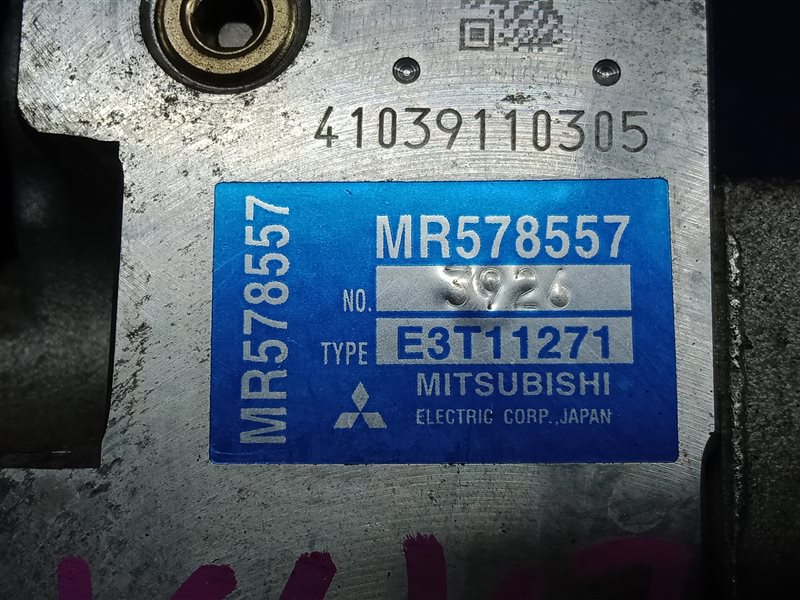 41039110305
MR578557
MR578557
NO. 3926
TYPE E3T11271
MITSUBISHI
ELECTRIC CORP., JAPAN